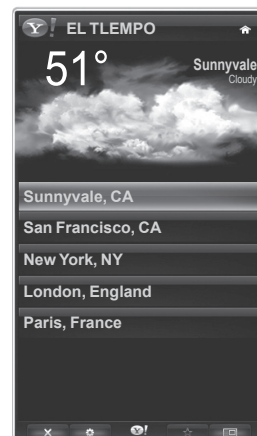 Y! EL TLEMPO
51°
Sunnyvale
Cloudy
Sunnyvale, CA
San Francisco, CA
New York, NY
London, England
Paris, France
Y!